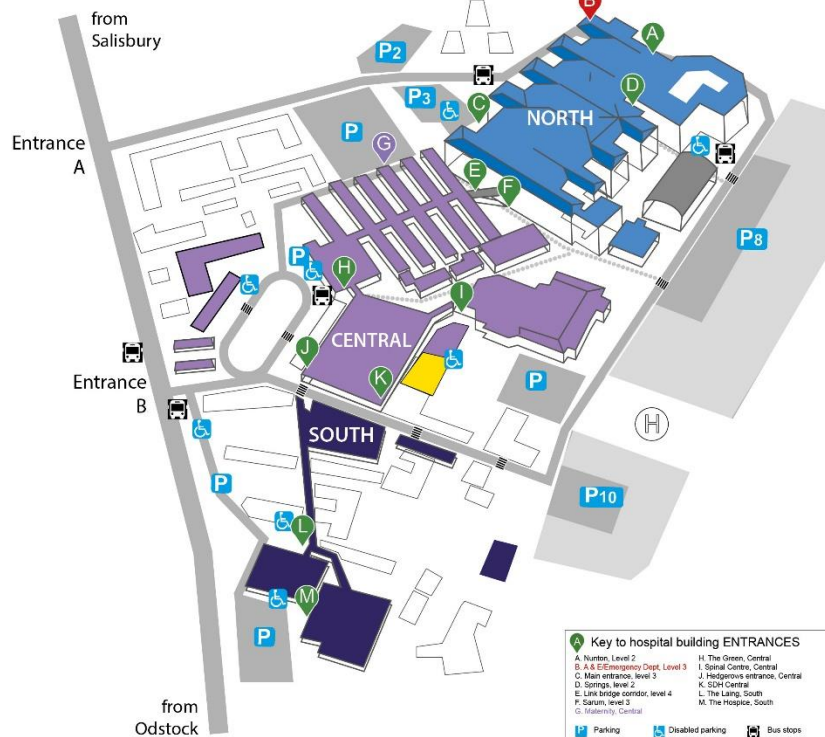 from
Salisbury
B
A
P2
P3
D
C
NORTH
Entrance
A
P
G
E
F
P8
P
H
I
CENTRAL
J
K
P
Entrance
B
H
SOUTH
P
P10
L
M
P
from
Odstock
A Key to hospital building ENTRANCES
A. Nunton, Level 2
B. A & E/Emergency Dept, Level 3
C. Main entrance, level 3
D. Springs, level 2
E. Link bridge corridor, level 4
F. Sarum, level 3
G. Maternity, Central
H. The Green, Central
I. Spinal Centre, Central
J. Hedgerows entrance, Central
K. SDH Central
L. The Laing, South
M. The Hospice, South
P Parking
Disabled parking
Bus stops